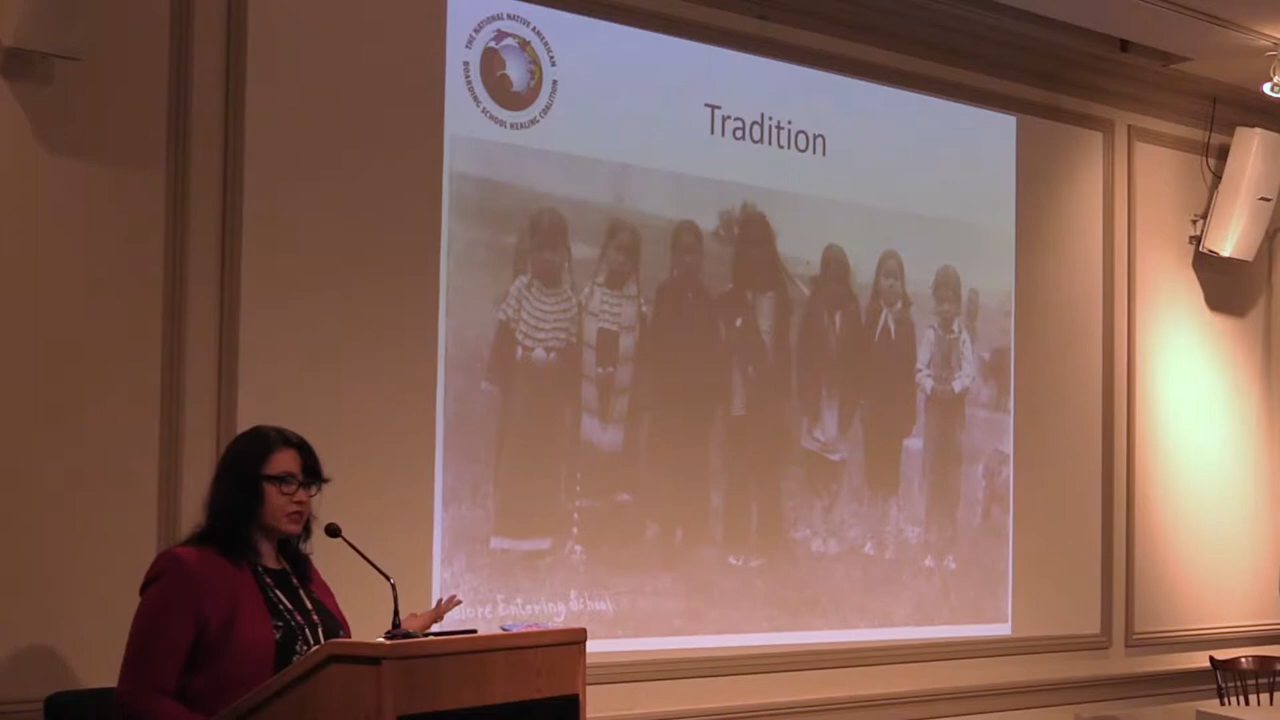 THE NATIONAL NATIVE AMERICAN
BOARDING SCHOOL HEALING COALITION
Tradition
Entering School